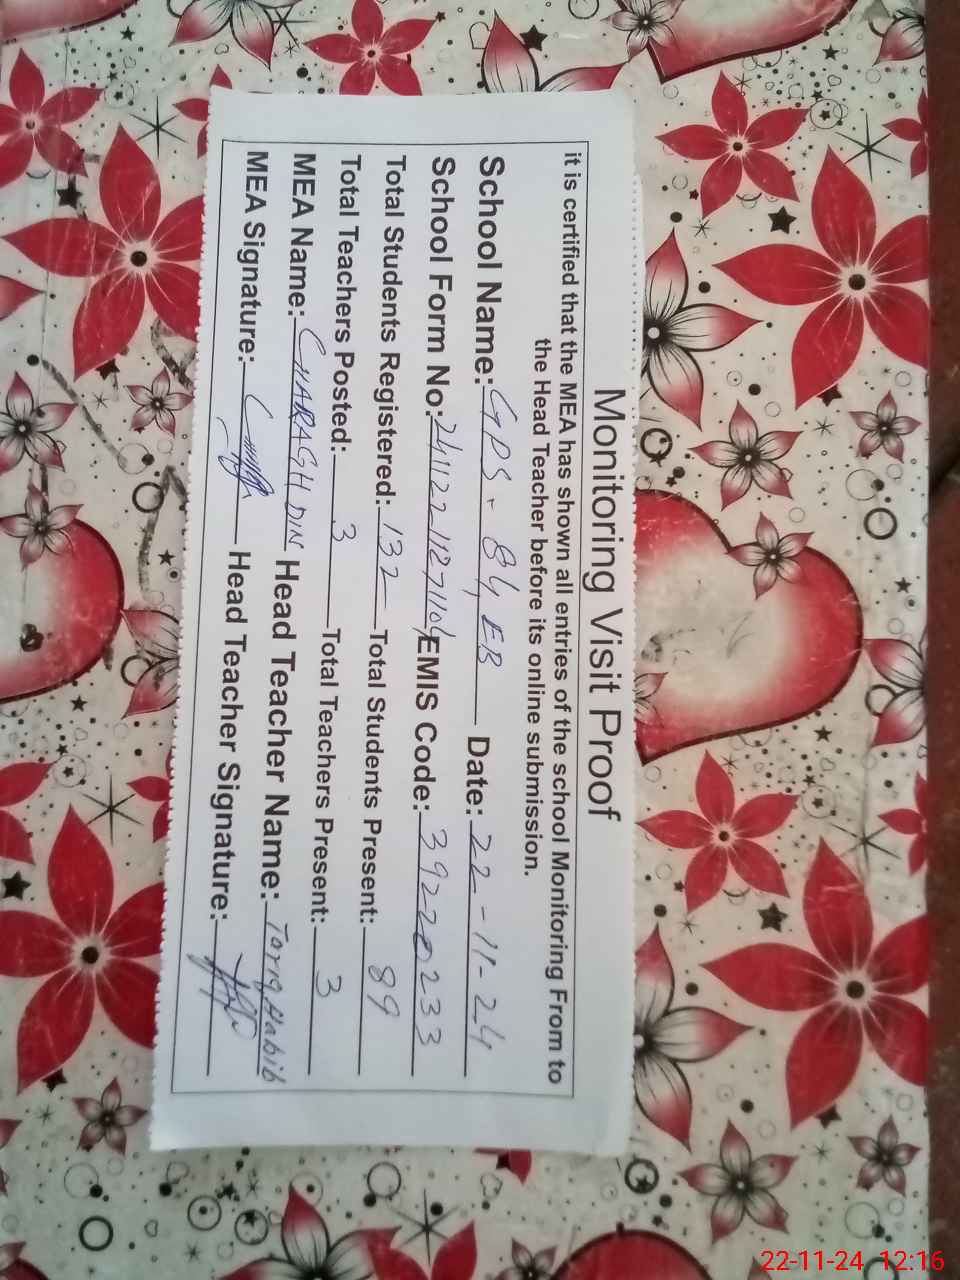 Monitoring Visit Proof
it is certified that the MEA has shown all entries of the school Monitoring From to
the Head Teacher before its online submission.
School Name: GPS - 84, EB Date: 22-11-24
School Form No: EMIS Code: 39220233
Total Students Registered: 132 Total Students Present: 89
Total Teachers Posted: 3 Total Teachers Present: 3
MEA Name: CHARAGH DIN Head Teacher Name: Tariq Habib
MEA Signature: Head Teacher Signature:
22-11-24 12:16